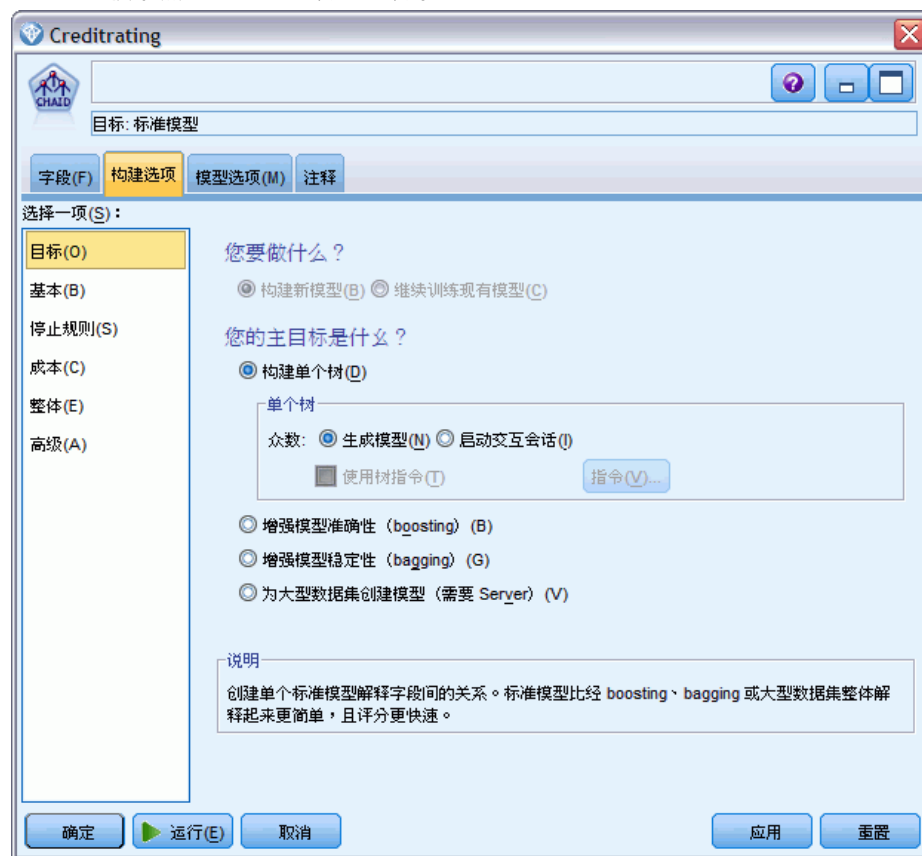 Creditrating
CHAID
目标: 标准模型
字段(F) 构建选项 模型选项(M) 注释
选择一项(S):
目标(O)
基本(B)
停止规则(S)
成本(C)
整体(E)
高级(A)
您要做什么?
构建新模型(B) 继续训练现有模型(C)
您的主目标是什么?
构建单个树(D)
单个树
众数: 生成模型(N) 启动交互会话(I)
使用树指令(T) 指令(V)...
增强模型准确性(boosting)(B)
增强模型稳定性(bagging)(G)
为大型数据集创建模型(需要 Server)(V)
说明
创建单个标准模型解释字段间的关系。标准模型比经 boosting、bagging 或大型数据集整体解
释起来更简单,且评分更快速。
确定 运行(E) 取消 应用 重置